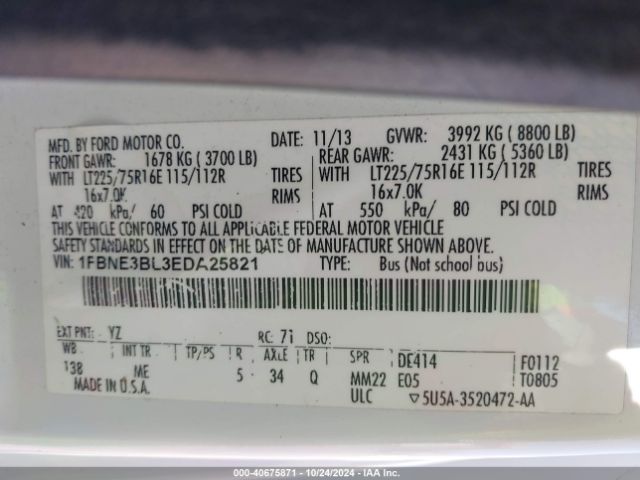 MFD. BY FORD MOTOR CO. DATE: 11/13 GVWR: 3992 KG ( 8800 LB)
FRONT GAWR: 1678 KG ( 3700 LB) REAR GAWR: 2431 KG ( 5360 LB)
WITH LT225/75R16E 115/112R TIRES WITH LT225/75R16E 115/112R TIRES
16x7.0K RIMS 16x7.0K RIMS
AT 420 kPa/ 60 PSI COLD AT 550 kPa/ 80 PSI COLD
THIS VEHICLE CONFORMS TO ALL APPLICABLE FEDERAL MOTOR VEHICLE
SAFETY STANDARDS IN EFFECT ON THE DATE OF MANUFACTURE SHOWN ABOVE.
VIN: 1FBNE3BL3EDA25821 TYPE: Bus (Not school bus)
EXT PNT: YZ RC: 71 DSO:
WB INT TR TP/PS R AXLE TR SPR DE414 F0112
138 ME 5 34 Q MM22 E05 T0805
MADE IN U.S.A. ULC ▽5U5A-3520472-AA
000-40675871 | 10/24/2024 | IAA Inc.